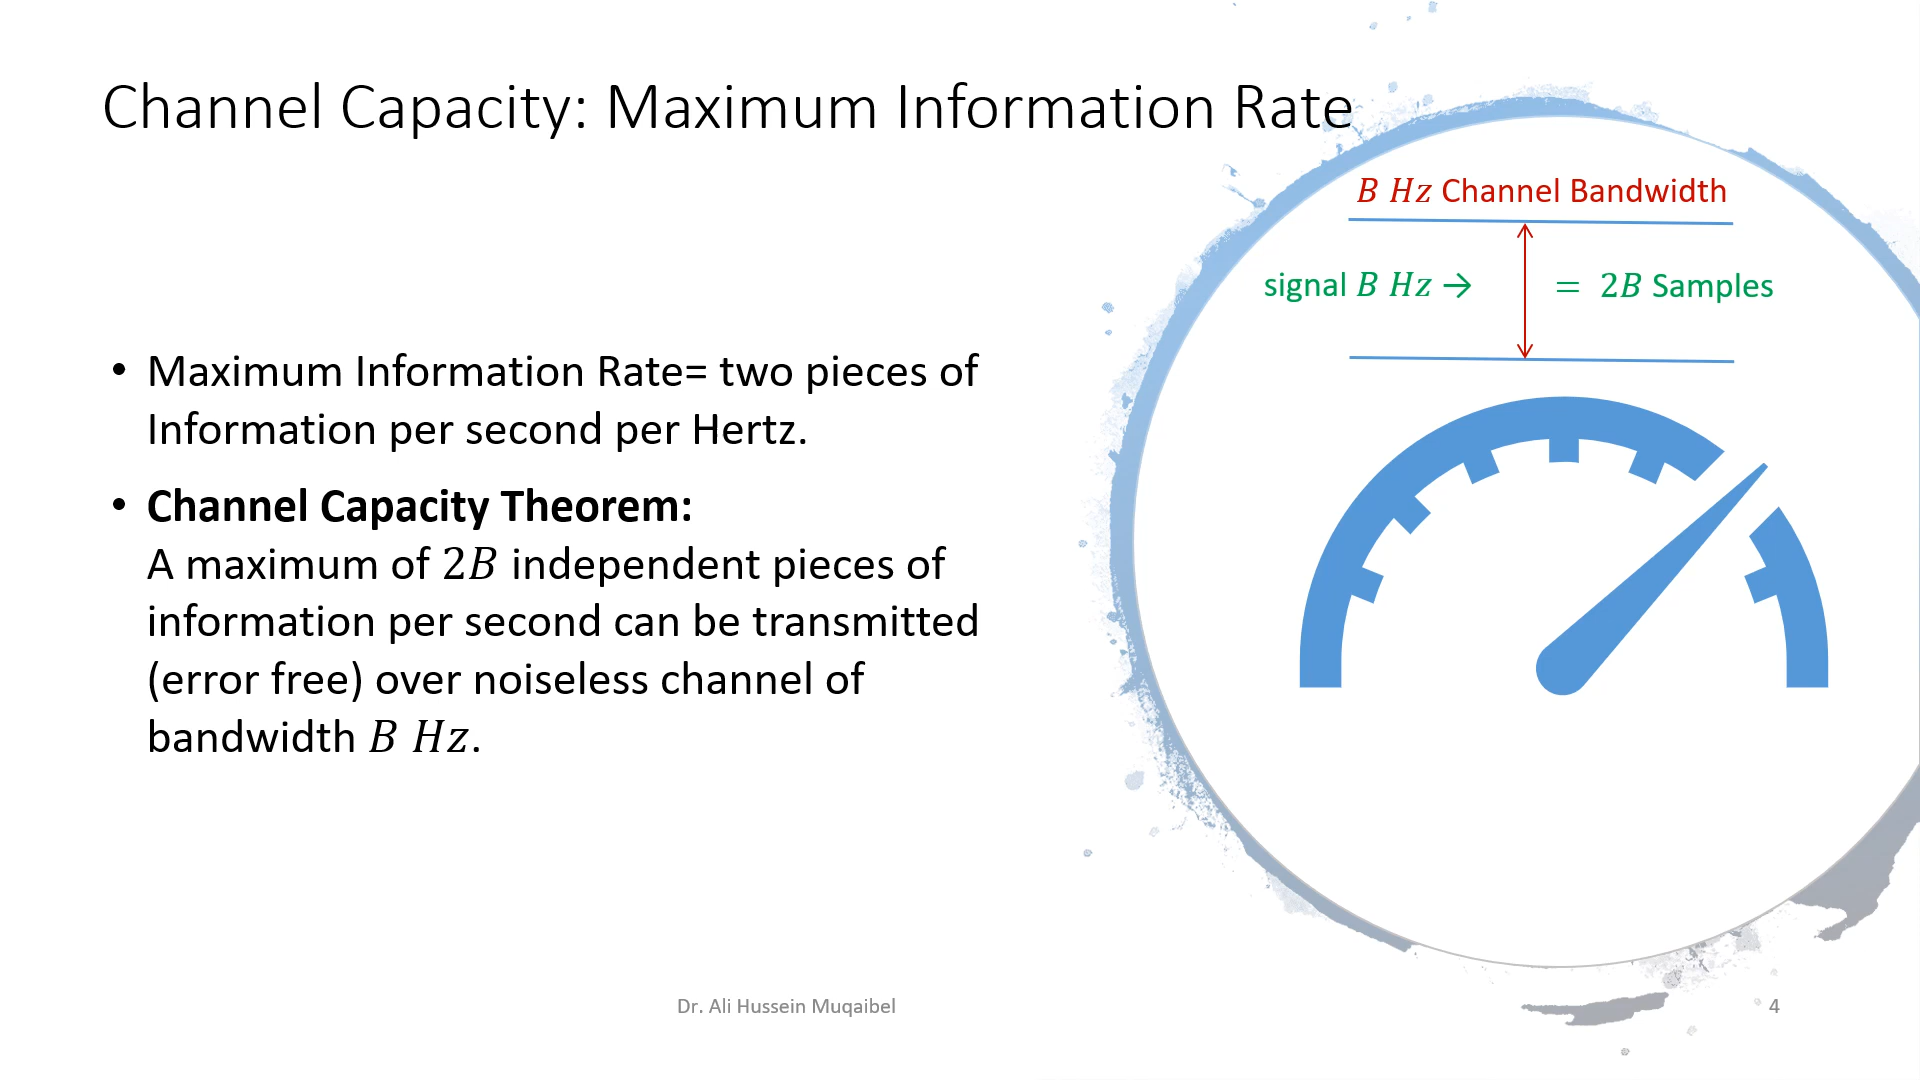 Channel Capacity: Maximum Information Rate
B Hz Channel Bandwidth
signal B Hz → = 2B Samples
• Maximum Information Rate= two pieces of
Information per second per Hertz.
• Channel Capacity Theorem:
A maximum of 2B independent pieces of
information per second can be transmitted
(error free) over noiseless channel of
bandwidth B Hz.
Dr. Ali Hussein Muqaibel
4